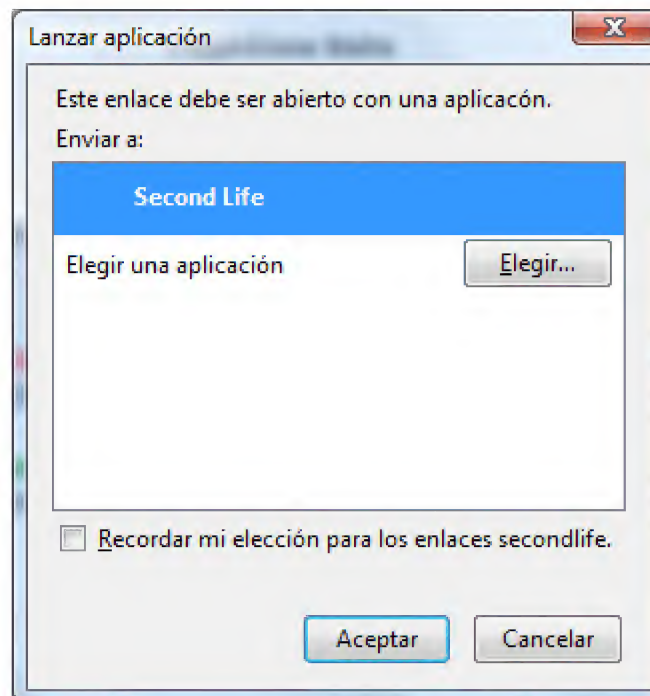 Lanzar aplicación
Este enlace debe ser abierto con una aplicacón.
Enviar a:
Second Life
Elegir una aplicación
Elegir...
Recordar mi elección para los enlaces secondlife.
Aceptar
Cancelar